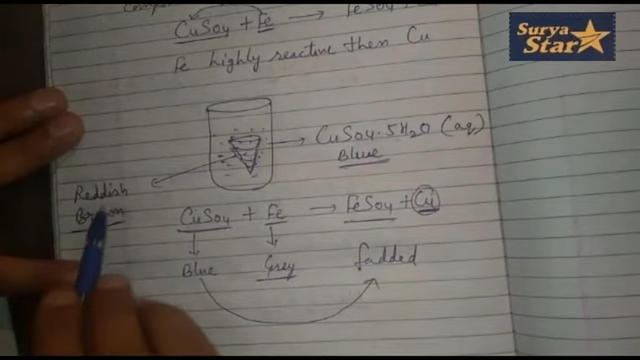 Surya
Star
CuSo4 + Fe → FeSo4
Fe highly reactive then Cu
CuSo4.5H2O (aq)
Blue
Reddish
Brown
CuSo4 + Fe → FeSo4 + Cu
Blue Grey fadded